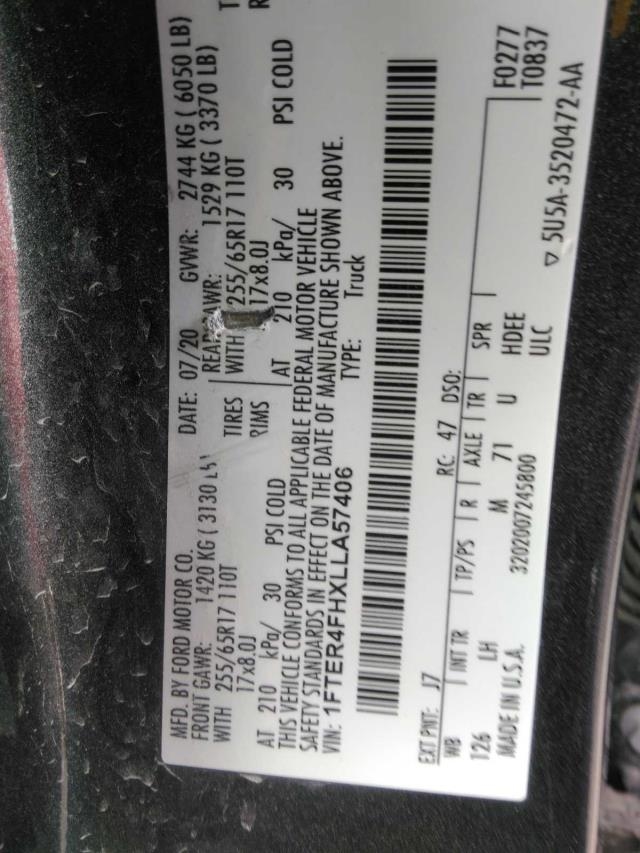 MFD. BY FORD MOTOR CO.
DATE: 07/20 GVWR: 2744 KG ( 6050 LB)
FRONT GAWR: 1420 KG ( 3130
REAR GAWR: 1529 KG ( 3370 LB)
WITH 255/65R17 110T TIRES WITH 255/65R17 110T
17x8.0J RIMS 17x8.0J
AT 210 kPa/ 30 PSI COLD AT 210 kPa/ 30 PSI COLD
THIS VEHICLE CONFORMS TO ALL APPLICABLE FEDERAL MOTOR VEHICLE
SAFETY STANDARDS IN EFFECT ON THE DATE OF MANUFACTURE SHOWN ABOVE.
VIN: 1FTER4FHXLLA57406 TYPE: Truck
F0277
T0837
EXT PNT: J7 RC: 47 DSO:
WB INT TR TP/PS R AXLE TR SPR
126 LH M 71 U HDEE
ULC
MADE IN U.S.A. 3202007245800
▽ 5U5A-3520472-AA